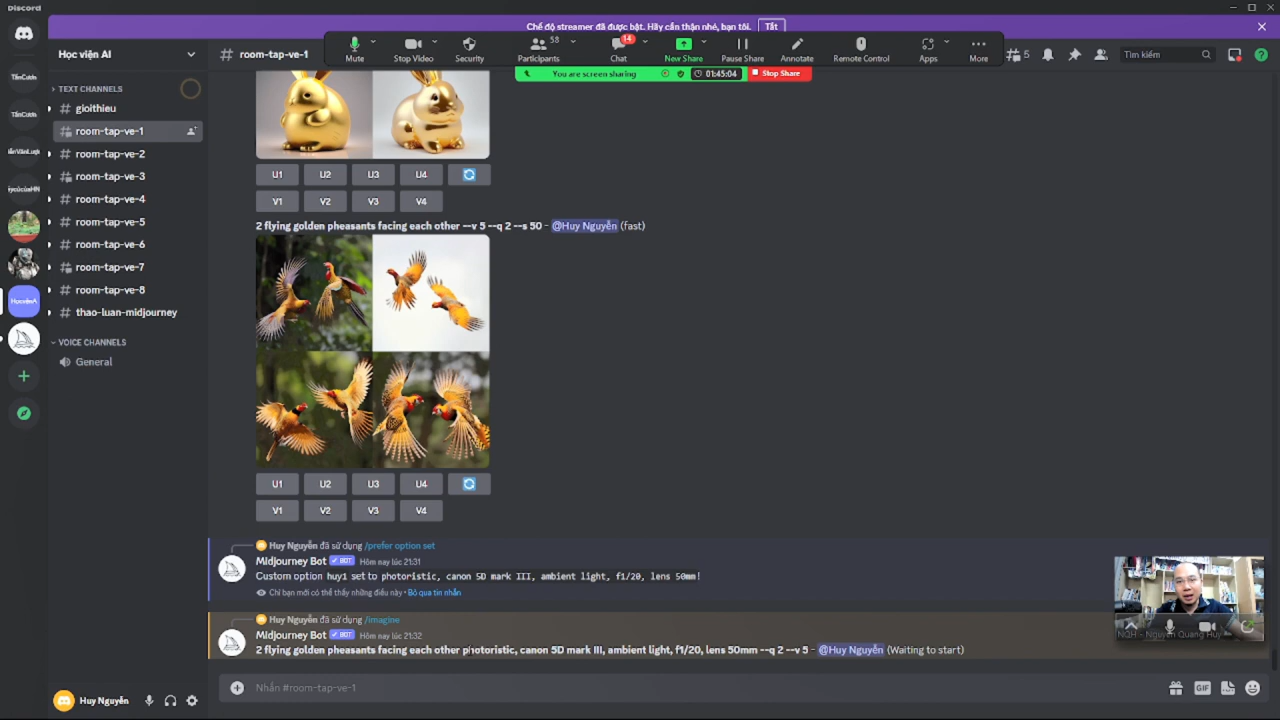 Discord
Chế độ streamer đã được bật. Hãy cẩn thận nhé, bạn tôi. Tắt
Học viện AI
# room-tap-ve-1
Mute
Stop Video
Security
58
Participants
14
Chat
New Share
Pause Share
Annotate
Remote Control
Apps
More
5
Tìm kiếm
You are screen sharing
01:45:04
Stop Share
TEXT CHANNELS
# gioithieu
room-tap-ve-1
# room-tap-ve-2
room-tap-ve-3
# room-tap-ve-4
# room-tap-ve-5
# room-tap-ve-6
room-tap-ve-7
# room-tap-ve-8
# thao-luan-midjourney
VOICE CHANNELS
General
U1 U2 U3 U4
V1 V2 V3 V4
2 flying golden pheasants facing each other --v 5 --q 2 --s 50 - @Huy Nguyễn (fast)
U1 U2 U3 U4
V1 V2 V3 V4
Huy Nguyễn đã sử dụng /prefer option set
Midjourney Bot ✓ BOT Hôm nay lúc 21:31
Custom option huy1 set to photoristic, canon 5D mark III, ambient light, f1/20, lens 50mm!
Chỉ bạn mới có thể thấy những điều này • Bỏ qua tin nhắn
Huy Nguyễn đã sử dụng /imagine
Midjourney Bot ✓ BOT Hôm nay lúc 21:32
2 flying golden pheasants facing each other photoristic, canon 5D mark III, ambient light, f1/20, lens 50mm --q 2 --v 5 - @Huy Nguyễn (Waiting to start)
NQH - Nguyen Quang Huy
Huy Nguyễn
Nhắn #room-tap-ve-1
GIF